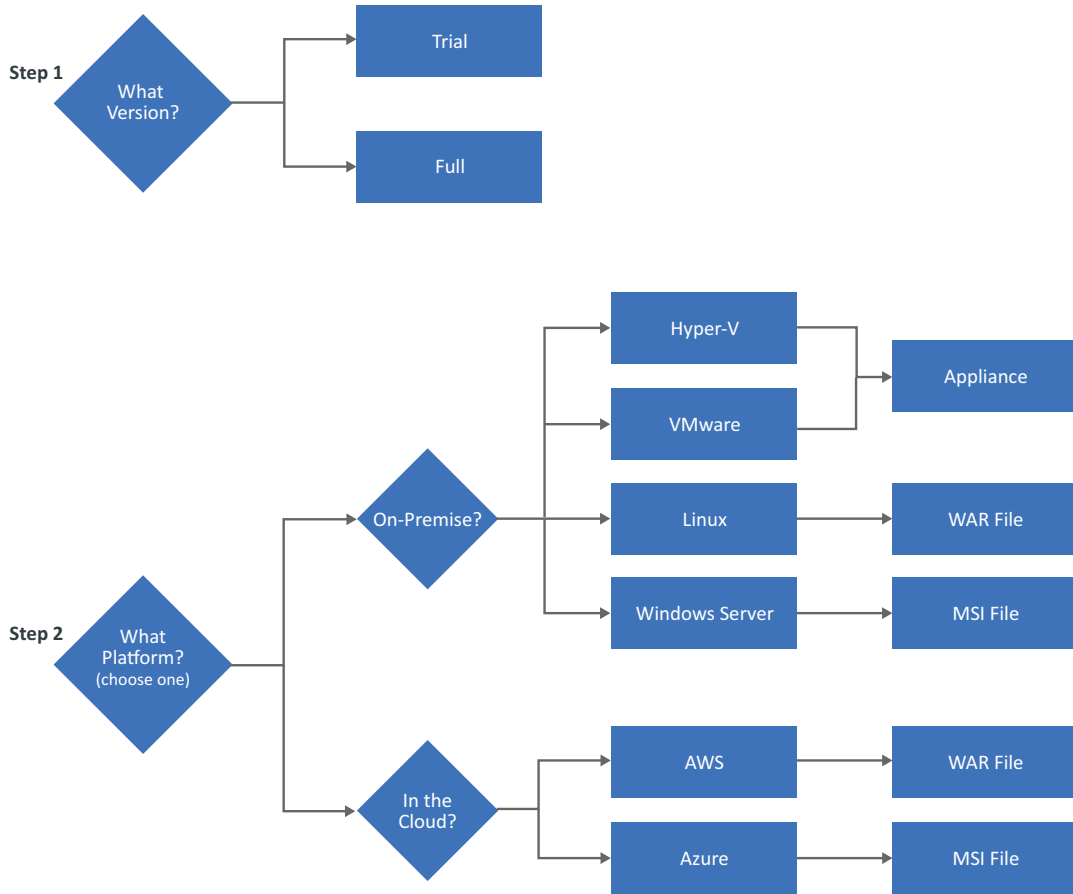 Step 1
What
Version?
Trial
Full
Step 2
What
Platform?
(choose one)
On-Premise?
Hyper-V
VMware
Appliance
Linux
WAR File
Windows Server
MSI File
In the
Cloud?
AWS
WAR File
Azure
MSI File